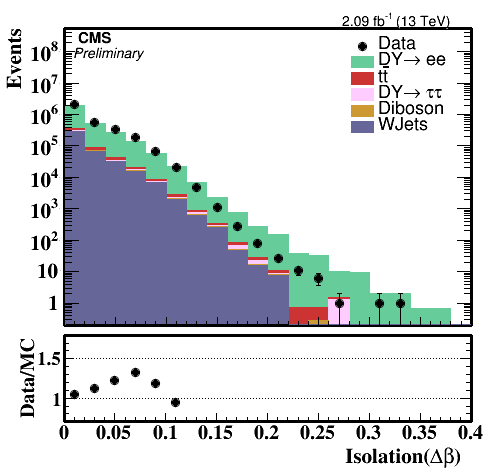 2.09 fb⁻¹ (13 TeV)
CMS
Preliminary
Data
DY→ ee
tt̄
DY→ ττ
Diboson
WJets
Events
10⁸
10⁷
10⁶
10⁵
10⁴
10³
10²
10
1
Data/MC
1.5
1
0 0.05 0.1 0.15 0.2 0.25 0.3 0.35 0.4
Isolation(Δβ)